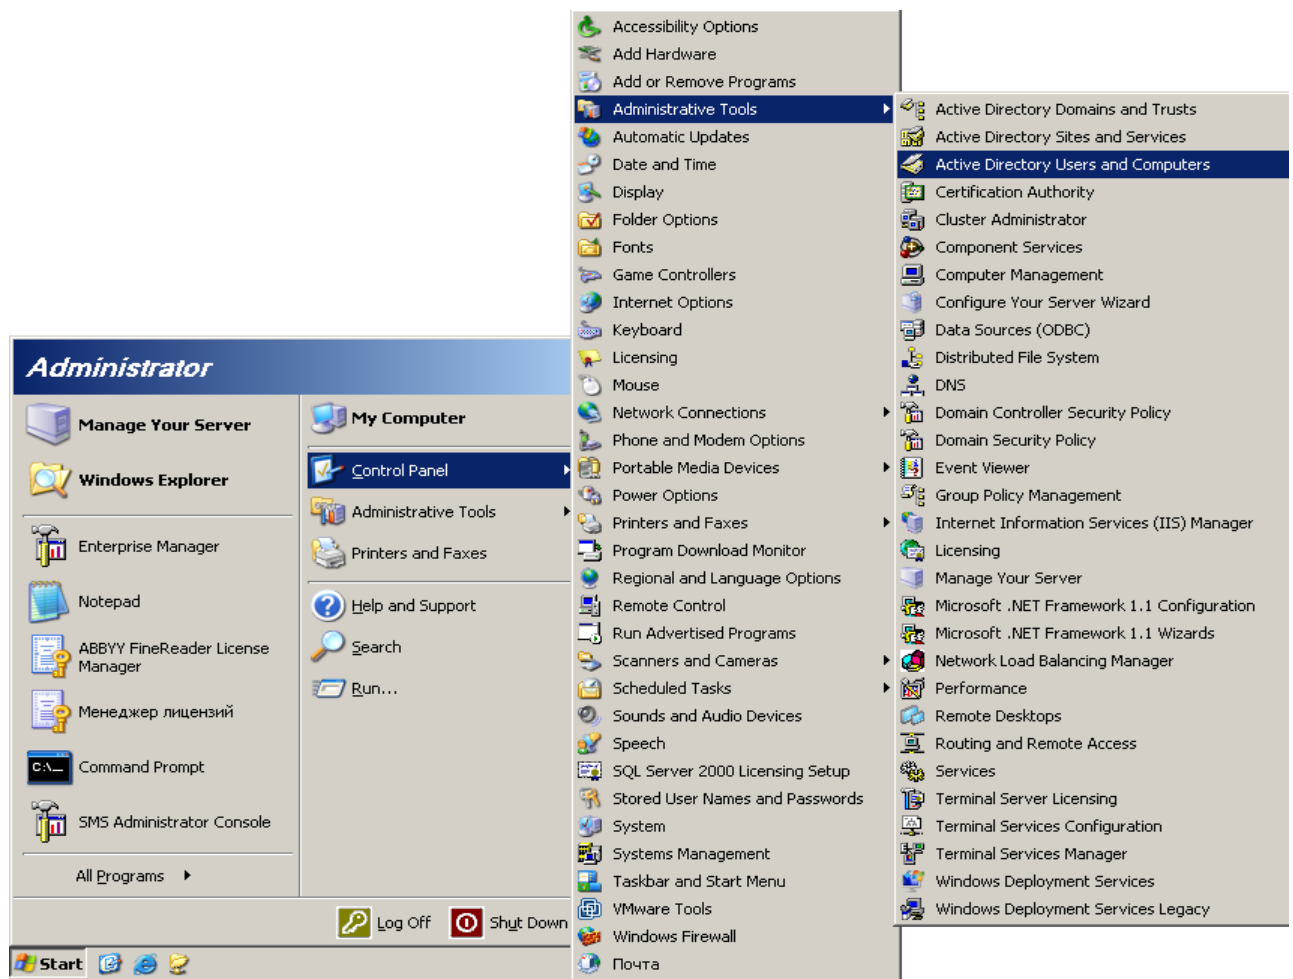 Administrator
Manage Your Server
Windows Explorer
Enterprise Manager
Notepad
ABBYY FineReader License
Manager
Менеджер лицензий
Command Prompt
SMS Administrator Console
All Programs
My Computer
Control Panel
Administrative Tools
Printers and Faxes
Help and Support
Search
Run...
Log Off
Shut Down
Start
Accessibility Options
Add Hardware
Add or Remove Programs
Administrative Tools
Automatic Updates
Date and Time
Display
Folder Options
Fonts
Game Controllers
Internet Options
Keyboard
Licensing
Mouse
Network Connections
Phone and Modem Options
Portable Media Devices
Power Options
Printers and Faxes
Program Download Monitor
Regional and Language Options
Remote Control
Run Advertised Programs
Scanners and Cameras
Scheduled Tasks
Sounds and Audio Devices
Speech
SQL Server 2000 Licensing Setup
Stored User Names and Passwords
System
Systems Management
Taskbar and Start Menu
VMware Tools
Windows Firewall
Почта
Active Directory Domains and Trusts
Active Directory Sites and Services
Active Directory Users and Computers
Certification Authority
Cluster Administrator
Component Services
Computer Management
Configure Your Server Wizard
Data Sources (ODBC)
Distributed File System
DNS
Domain Controller Security Policy
Domain Security Policy
Event Viewer
Group Policy Management
Internet Information Services (IIS) Manager
Licensing
Manage Your Server
Microsoft .NET Framework 1.1 Configuration
Microsoft .NET Framework 1.1 Wizards
Network Load Balancing Manager
Performance
Remote Desktops
Routing and Remote Access
Services
Terminal Server Licensing
Terminal Services Configuration
Terminal Services Manager
Windows Deployment Services
Windows Deployment Services Legacy